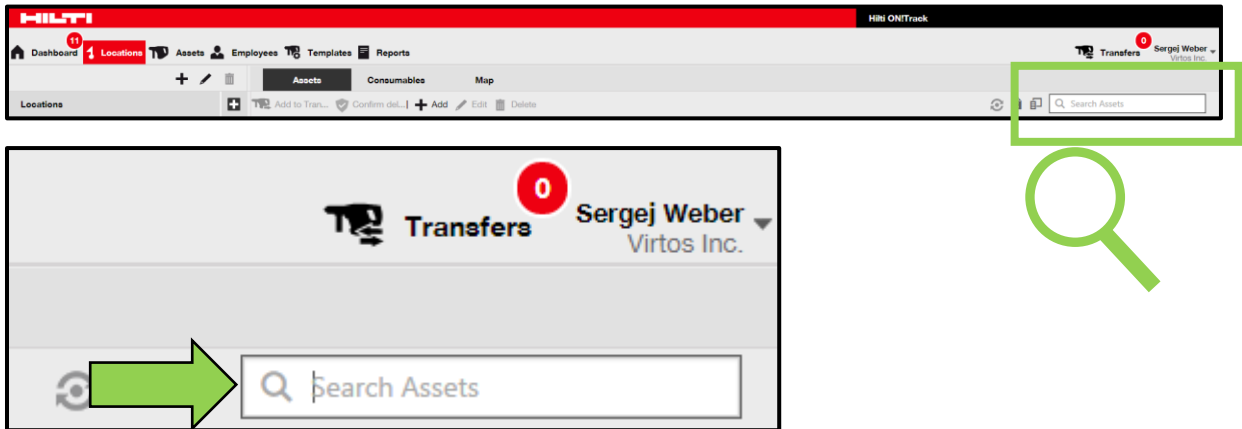 HILTI
Hilti ON!Track
Dashboard 11 Locations Assets Employees Templates Reports
Transfers 0 Sergej Weber
Virtos Inc.
Assets Consumables Map
Locations
Add to Tran... Confirm del... Add Edit Delete
Search Assets
0
Transfers Sergej Weber
Virtos Inc.
Search Assets